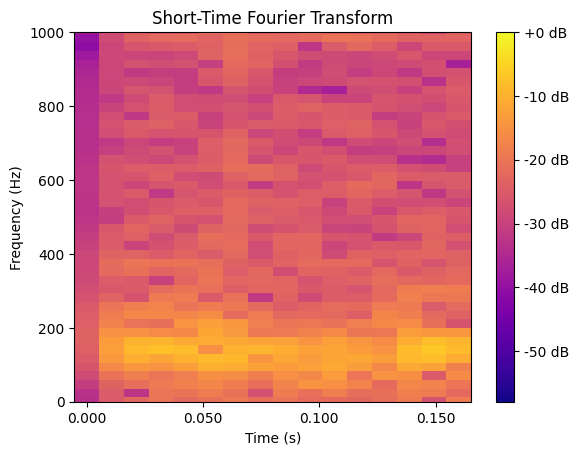 Short-Time Fourier Transform
1000
800
600
400
200
0
Frequency (Hz)
0.000
0.050
0.100
0.150
Time (s)
+0 dB
-10 dB
-20 dB
-30 dB
-40 dB
-50 dB